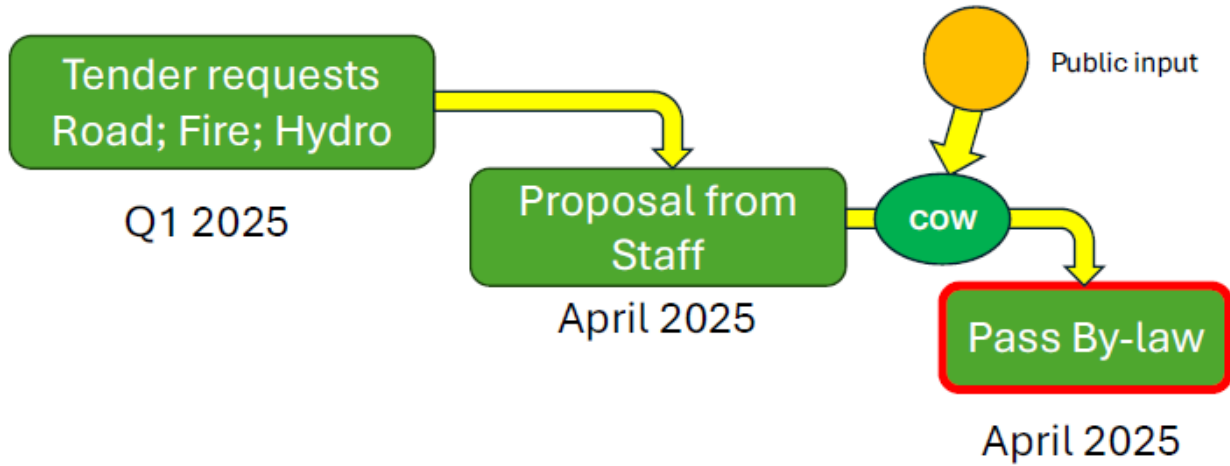 Tender requests
Road; Fire; Hydro
Q1 2025
Public input
Proposal from
Staff
April 2025
COW
Pass By-law
April 2025